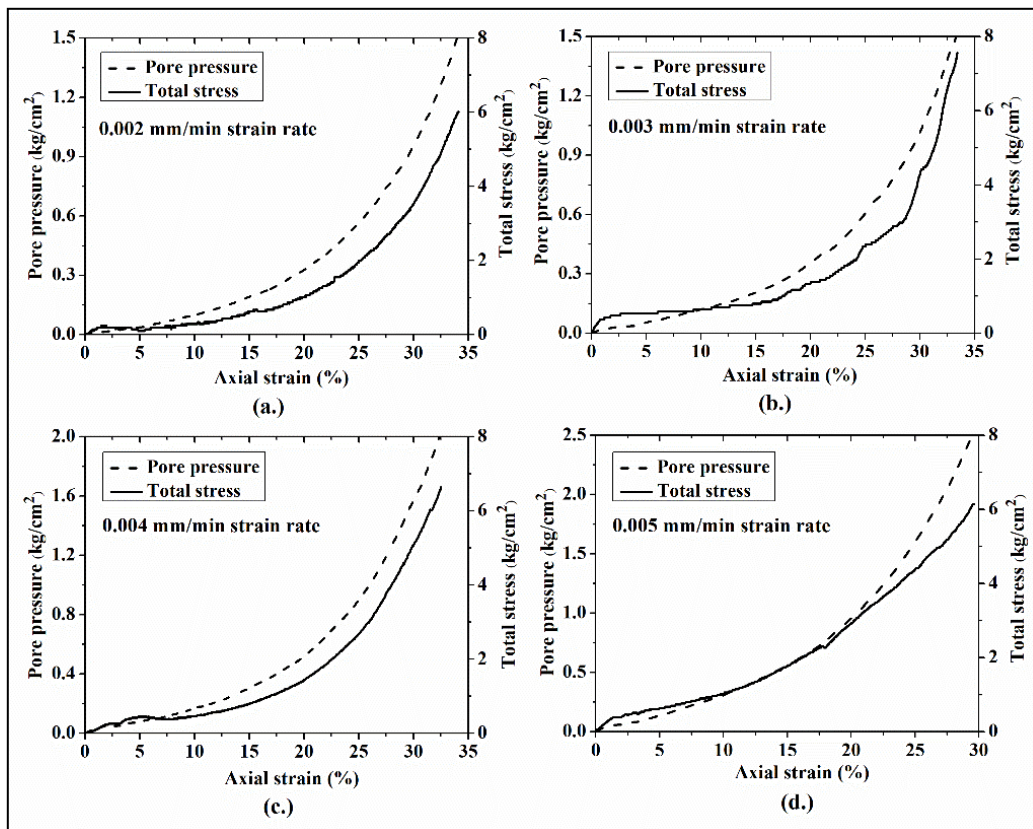 1.5
1.2
0.9
0.6
0.3
0.0
Pore pressure (kg/cm²)
Pore pressure
Total stress
0.002 mm/min strain rate
8
6
4
2
0
Total stress (kg/cm²)
0 5 10 15 20 25 30 35
Axial strain (%)
(a.)
1.5
1.2
0.9
0.6
0.3
0.0
Pore pressure (kg/cm²)
Pore pressure
Total stress
0.003 mm/min strain rate
8
6
4
2
0
Total stress (kg/cm²)
0 5 10 15 20 25 30 35
Axial strain (%)
(b.)
2.0
1.6
1.2
0.8
0.4
0.0
Pore pressure (kg/cm²)
Pore pressure
Total stress
0.004 mm/min strain rate
8
6
4
2
0
Total stress (kg/cm²)
0 5 10 15 20 25 30 35
Axial strain (%)
(c.)
2.5
2.0
1.5
1.0
0.5
0.0
Pore pressure (kg/cm²)
Pore pressure
Total stress
0.005 mm/min strain rate
8
7
6
5
4
3
2
1
0
Total stress (kg/cm²)
0 5 10 15 20 25 30
Axial strain (%)
(d.)